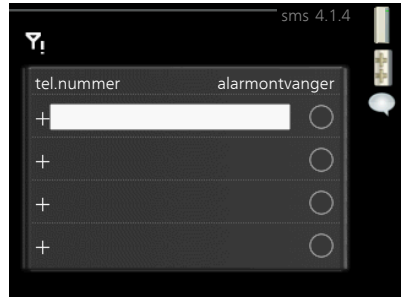 sms 4.1.4
tel.nummer alarmontvanger
+
+
+
+